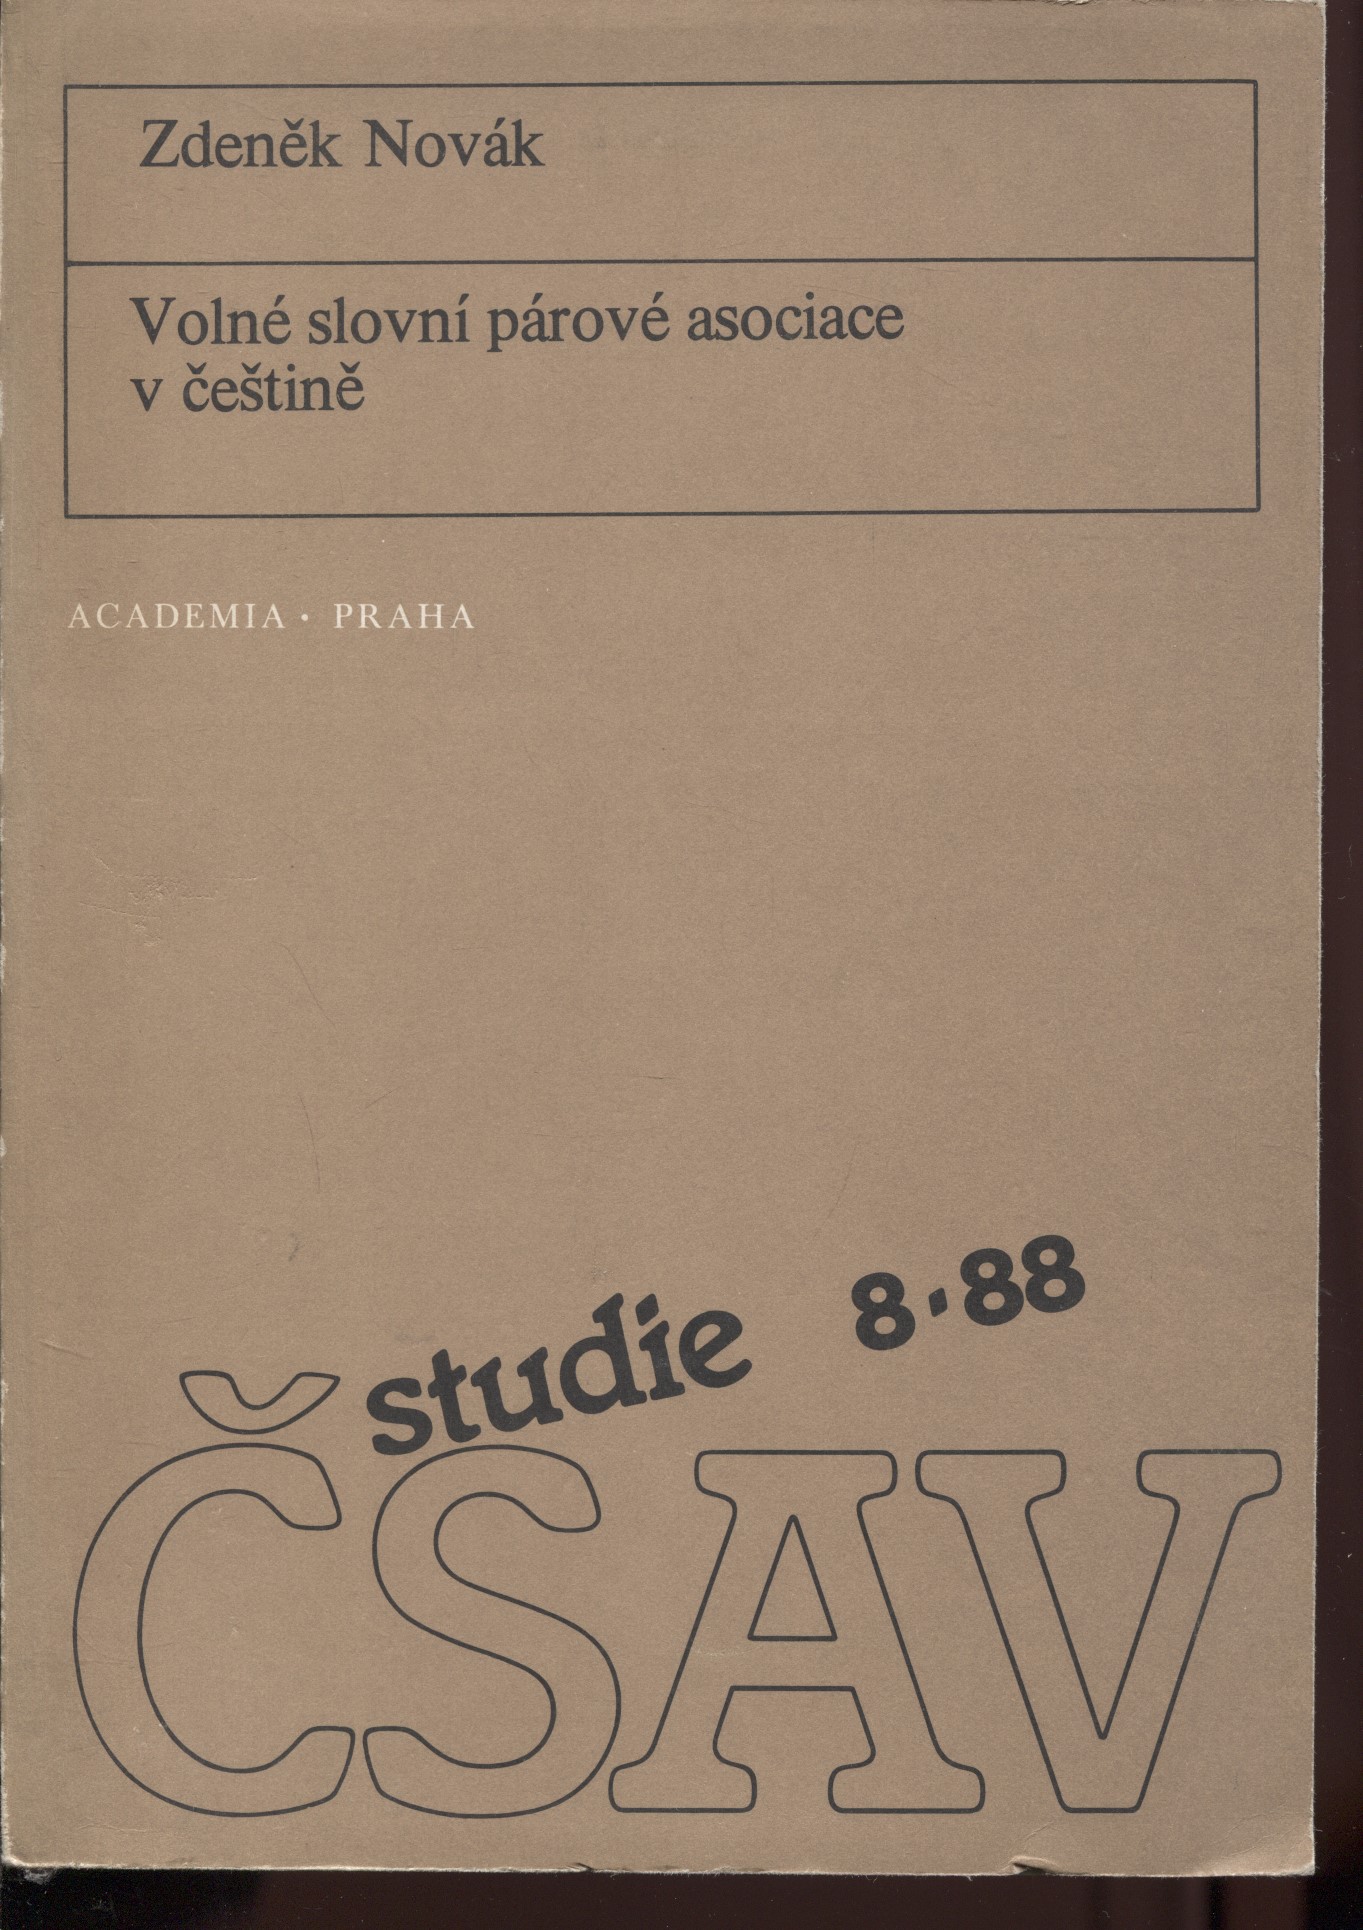 Zdeněk Novák
Volné slovní párové asociace
v češtině
ACADEMIA · PRAHA
studie 8·88
ČSAV